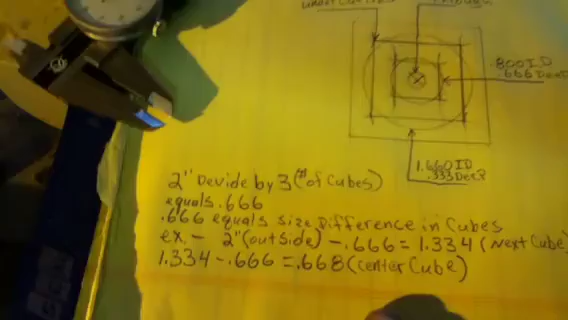 Through
.800 ID
.666 Deep
1.660 ID
.333 Deep
2" Devide by 3 (# of Cubes)
equals .666
.666 equals size Difference in Cubes
ex. - 2" (outside) - .666 = 1.334 (Next Cube)
1.334 - .666 = .668 (center Cube)